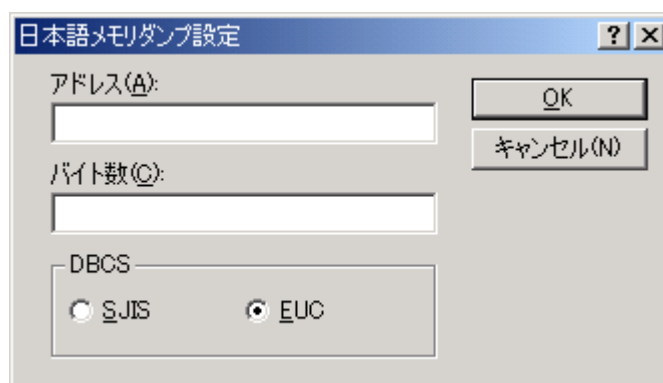 日本語メモリダンプ設定
アドレス(A):
OK
キャンセル(N)
バイト数(C):
DBCS
SJIS
EUC